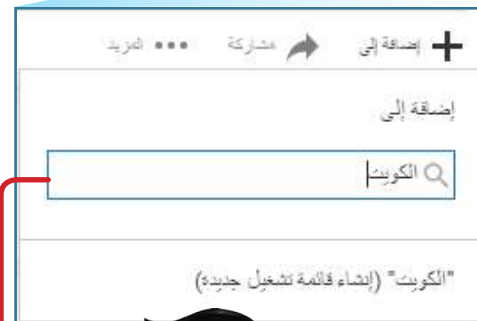 إضافة إلى مشاركة ••• المزيد
إضافة إلى
الكويت
"الكويت" (إنشاء قائمة تشغيل جديدة)